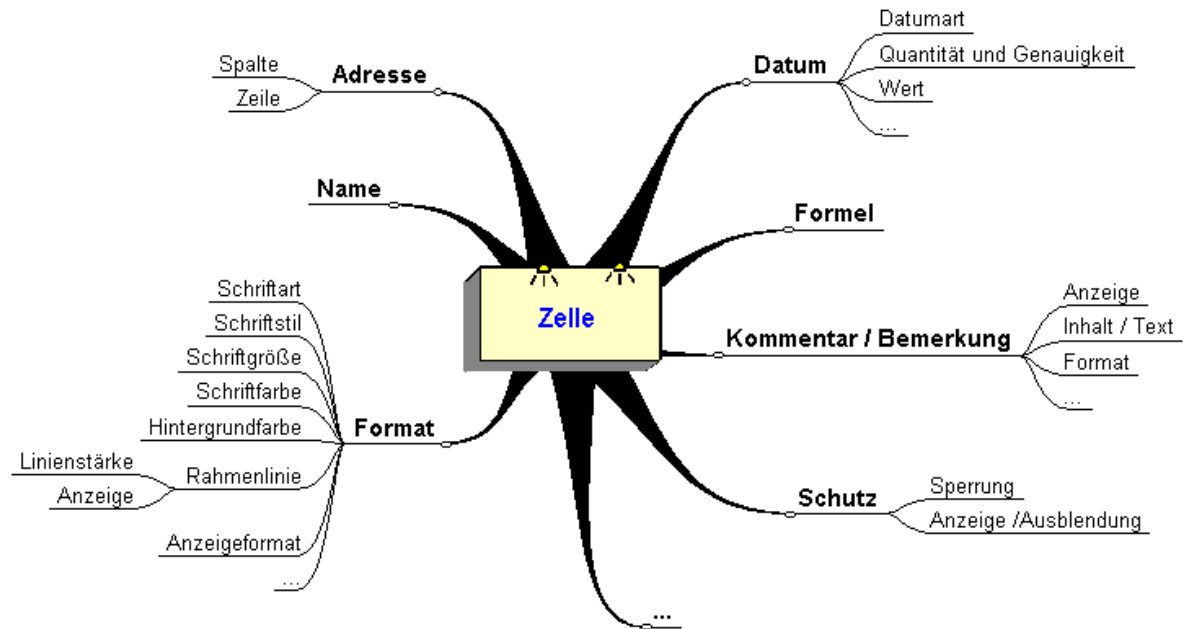 Datumart
Quantität und Genauigkeit
Wert
...
Datum
Spalte
Zeile
Adresse
Name
Formel
Zelle
Anzeige
Inhalt / Text
Format
...
Kommentar / Bemerkung
Schriftart
Schriftstil
Schriftgröße
Schriftfarbe
Hintergrundfarbe
Linienstärke
Anzeige
Rahmenlinie
Anzeigeformat
...
Format
Schutz
Sperrung
Anzeige /Ausblendung
...